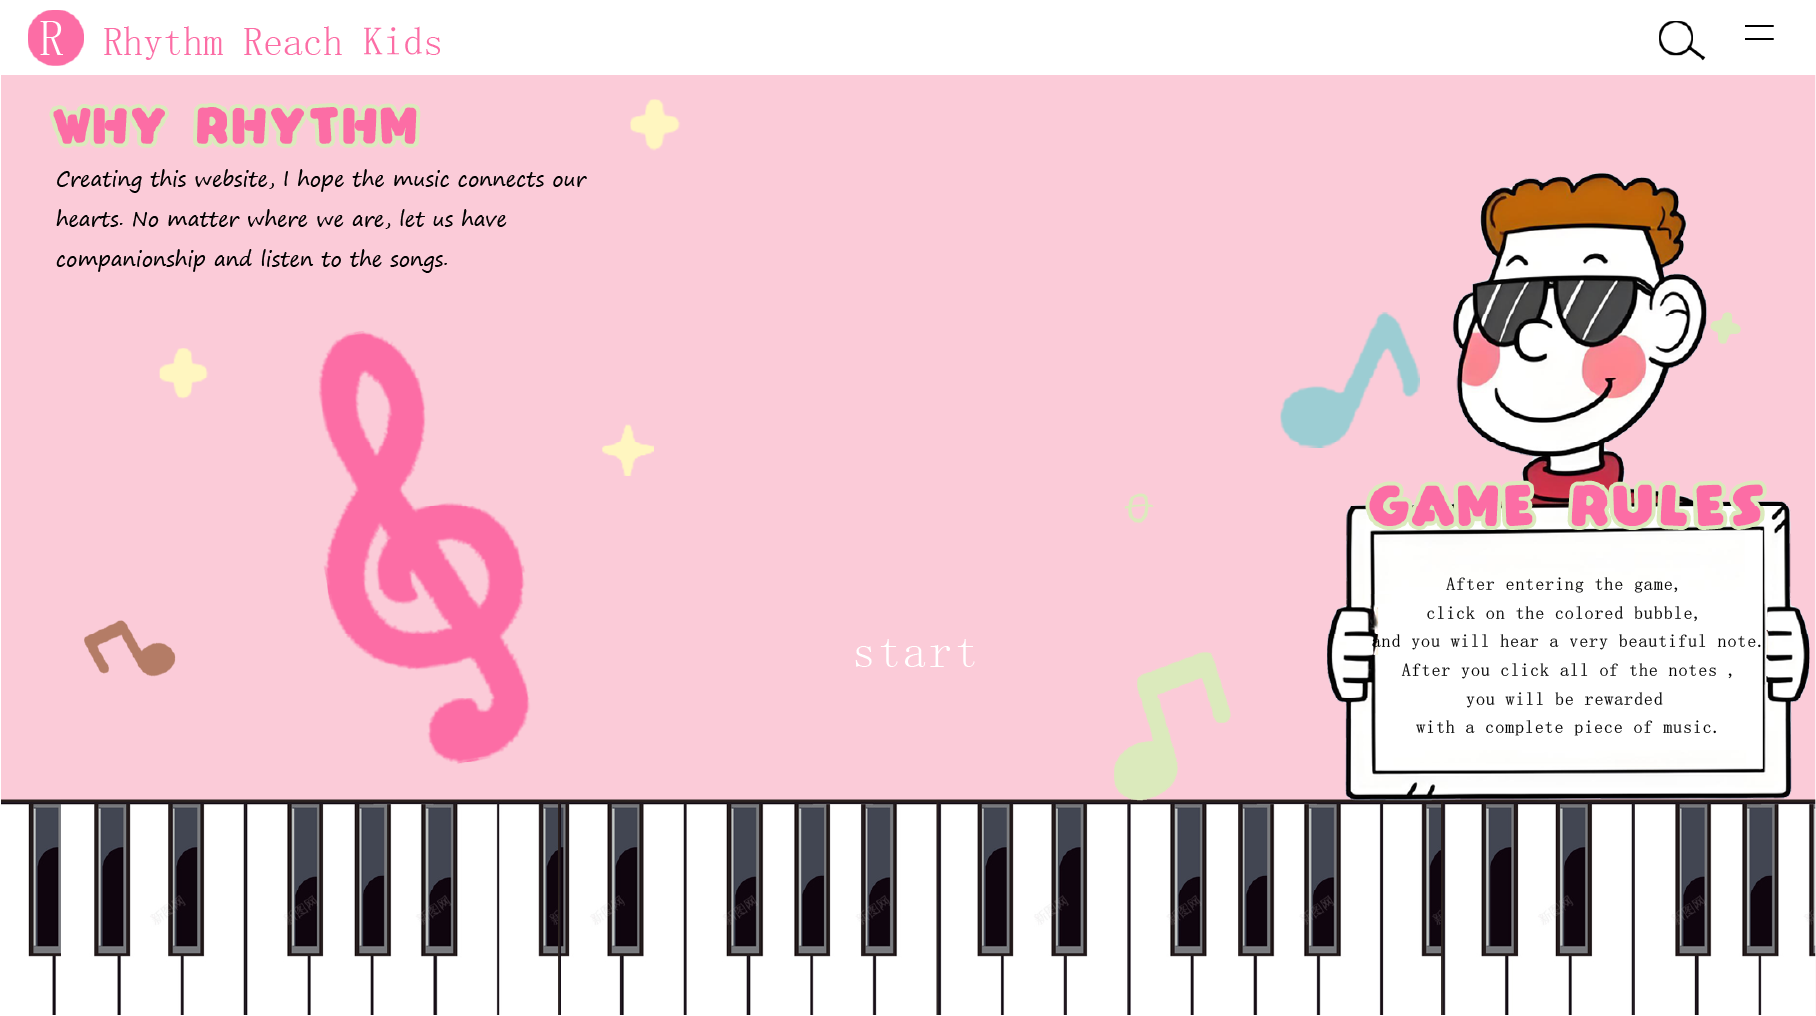 R
Rhythm Reach Kids
WHY RHYTHM
Creating this website, I hope the music connects our
hearts. No matter where we are, let us have
companionship and listen to the songs.
start
GAME RULES
After entering the game,
click on the colored bubble,
and you will hear a very beautiful note.
After you click all of the notes ,
you will be rewarded
with a complete piece of music.